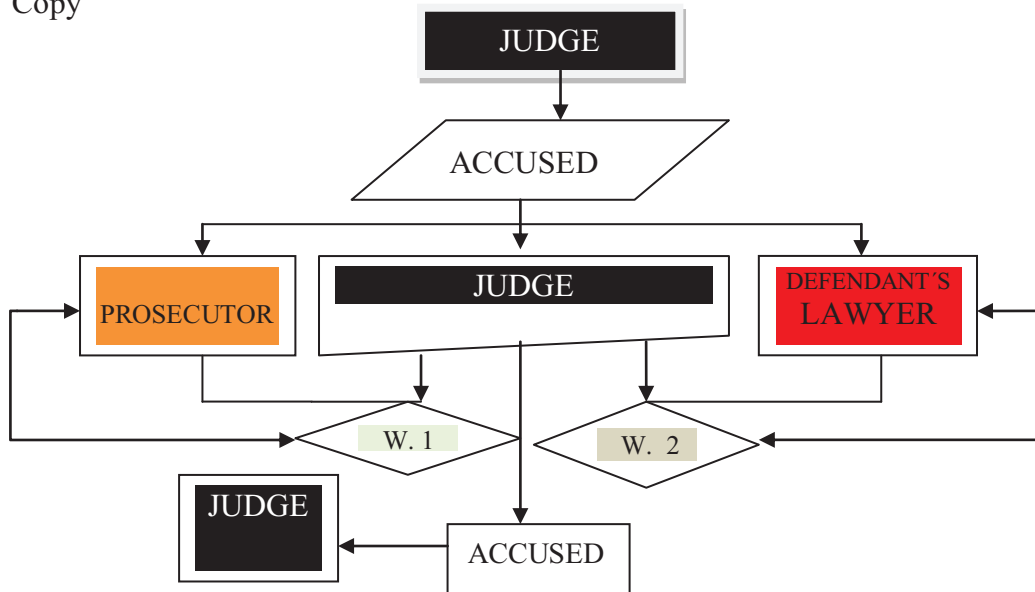 Copy
JUDGE
ACCUSED
PROSECUTOR
JUDGE
DEFENDANT´S
LAWYER
W. 1
W. 2
JUDGE
ACCUSED